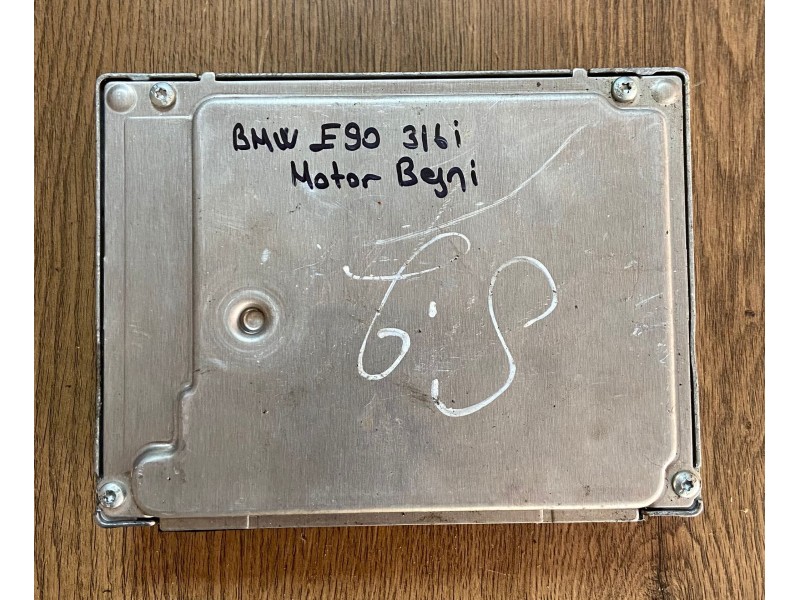 BMW E90 316i
Motor Beyni